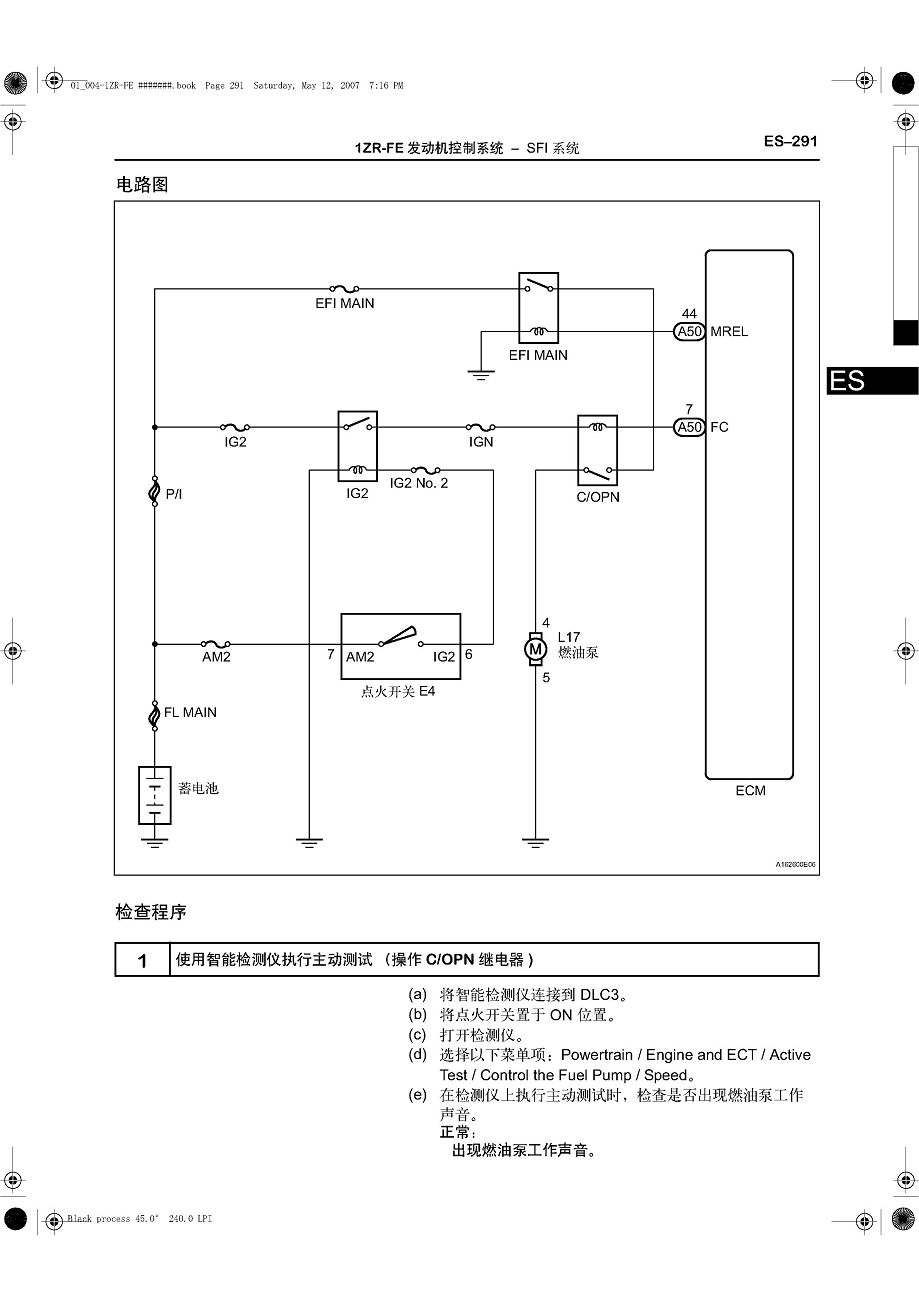 01_004-1ZR-FE #######.book Page 291 Saturday, May 12, 2007 7:16 PM
1ZR-FE 发动机控制系统 – SFI 系统
ES–291
电路图
EFI MAIN
EFI MAIN
44
A50
MREL
ES
7
A50
FC
IG2
IGN
IG2
IG2 No. 2
C/OPN
P/I
4
L17
燃油泵
M
5
AM2
7
AM2
IG2
6
点火开关 E4
FL MAIN
蓄电池
ECM
A162600E06
检查程序
1
使用智能检测仪执行主动测试 （操作 C/OPN 继电器 )
(a) 将智能检测仪连接到 DLC3。
(b) 将点火开关置于 ON 位置。
(c) 打开检测仪。
(d) 选择以下菜单项：Powertrain / Engine and ECT / Active
Test / Control the Fuel Pump / Speed。
(e) 在检测仪上执行主动测试时，检查是否出现燃油泵工作
声音。
正常：
出现燃油泵工作声音。
Black process 45.0° 240.0 LPI